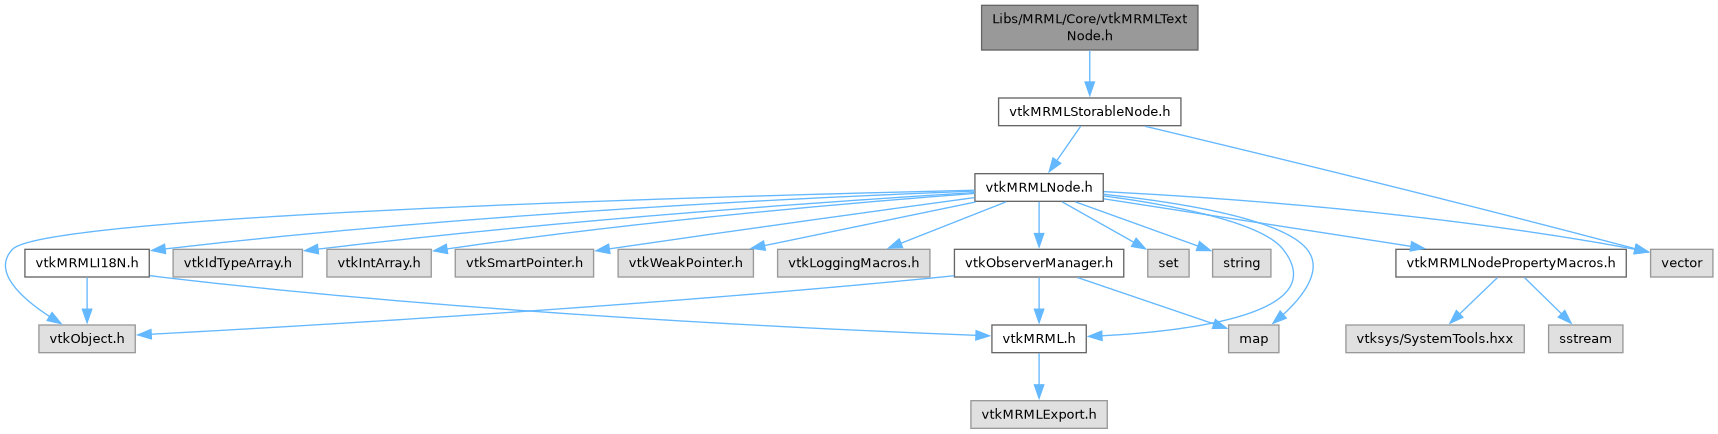 Libs/MRML/Core/vtkMRMLText
Node.h
vtkMRMLStorableNode.h
vtkMRMLNode.h
vtkMRMLI18N.h
vtkIdTypeArray.h
vtkIntArray.h
vtkSmartPointer.h
vtkWeakPointer.h
vtkLoggingMacros.h
vtkObserverManager.h
set
string
vtkMRMLNodePropertyMacros.h
vector
vtkObject.h
vtkMRML.h
map
vtksys/SystemTools.hxx
sstream
vtkMRMLExport.h